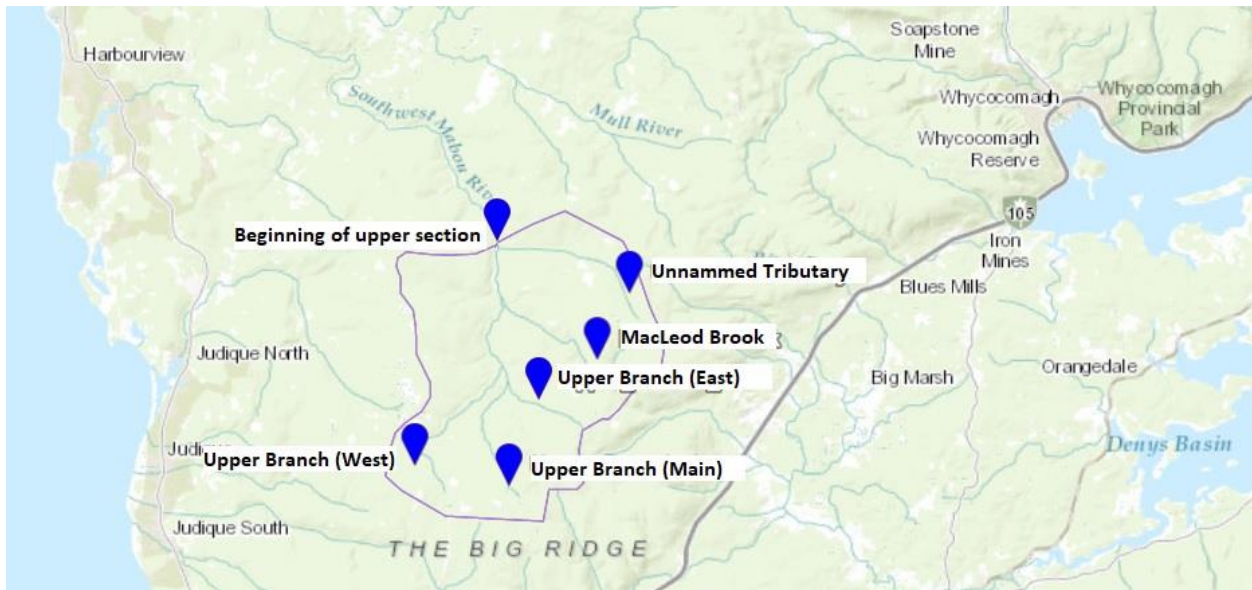 Harbourview
Soapstone
Mine
Whycocomagh
Whycocomagh
Provincial
Park
Southwest Mabou River
Mull River
Whycocomagh
Reserve
105
Beginning of upper section
Iron
Mines
Unnammed Tributary
Blues Mills
MacLeod Brook
Judique North
Orangedale
Upper Branch (East)
Big Marsh
Denys Basin
Upper Branch (West)
Upper Branch (Main)
Judique South
THE BIG RIDGE